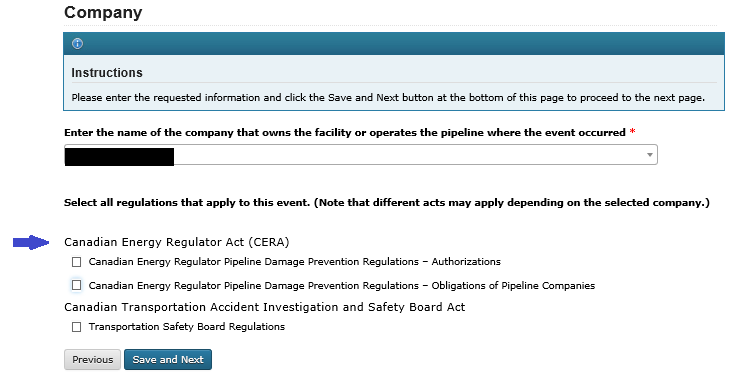 Company
Instructions
Please enter the requested information and click the Save and Next button at the bottom of this page to proceed to the next page.
Enter the name of the company that owns the facility or operates the pipeline where the event occurred *
Select all regulations that apply to this event. (Note that different acts may apply depending on the selected company.)
Canadian Energy Regulator Act (CERA)
Canadian Energy Regulator Pipeline Damage Prevention Regulations – Authorizations
Canadian Energy Regulator Pipeline Damage Prevention Regulations – Obligations of Pipeline Companies
Canadian Transportation Accident Investigation and Safety Board Act
Transportation Safety Board Regulations
Previous Save and Next